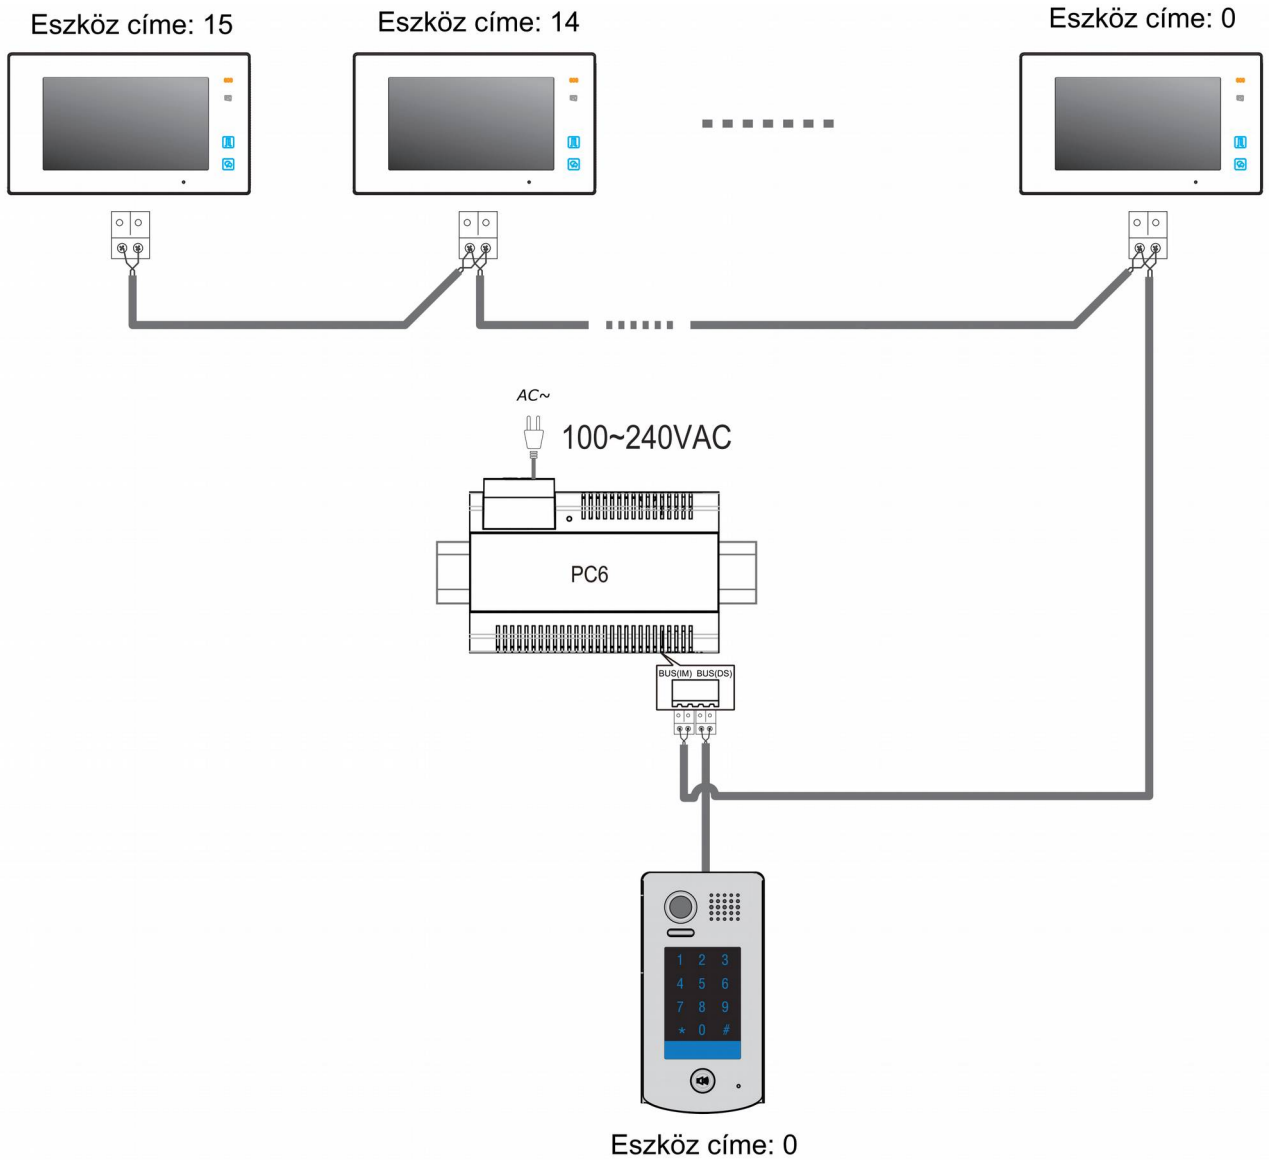 Eszköz címe: 15
Eszköz címe: 14
Eszköz címe: 0
AC~
100~240VAC
PC6
BUS(IM) BUS(DS)
1 2 3
4 5 6
7 8 9
* 0 #
Eszköz címe: 0